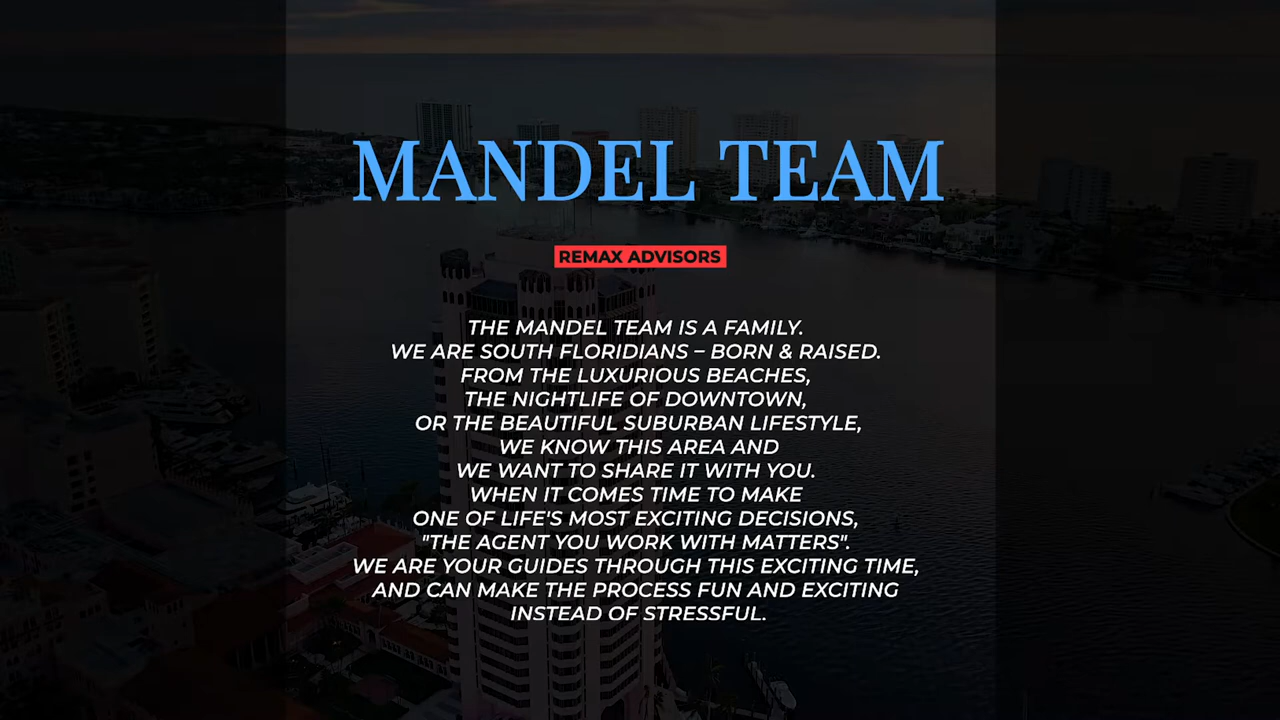 MANDEL TEAM
REMAX ADVISORS
THE MANDEL TEAM IS A FAMILY.
WE ARE SOUTH FLORIDIANS – BORN & RAISED.
FROM THE LUXURIOUS BEACHES,
THE NIGHTLIFE OF DOWNTOWN,
OR THE BEAUTIFUL SUBURBAN LIFESTYLE,
WE KNOW THIS AREA AND
WE WANT TO SHARE IT WITH YOU.
WHEN IT COMES TIME TO MAKE
ONE OF LIFE'S MOST EXCITING DECISIONS,
"THE AGENT YOU WORK WITH MATTERS".
WE ARE YOUR GUIDES THROUGH THIS EXCITING TIME,
AND CAN MAKE THE PROCESS FUN AND EXCITING
INSTEAD OF STRESSFUL.